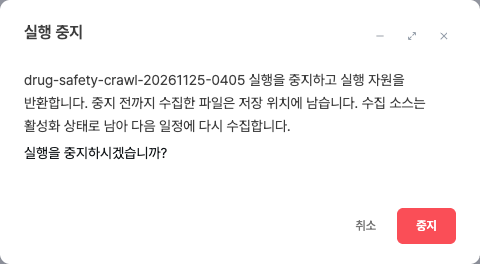 실행 중지
drug-safety-crawl-20261125-0405 실행을 중지하고 실행 자원을
반환합니다. 중지 전까지 수집한 파일은 저장 위치에 남습니다. 수집 소스는
활성화 상태로 남아 다음 일정에 다시 수집합니다.
실행을 중지하시겠습니까?
취소
중지